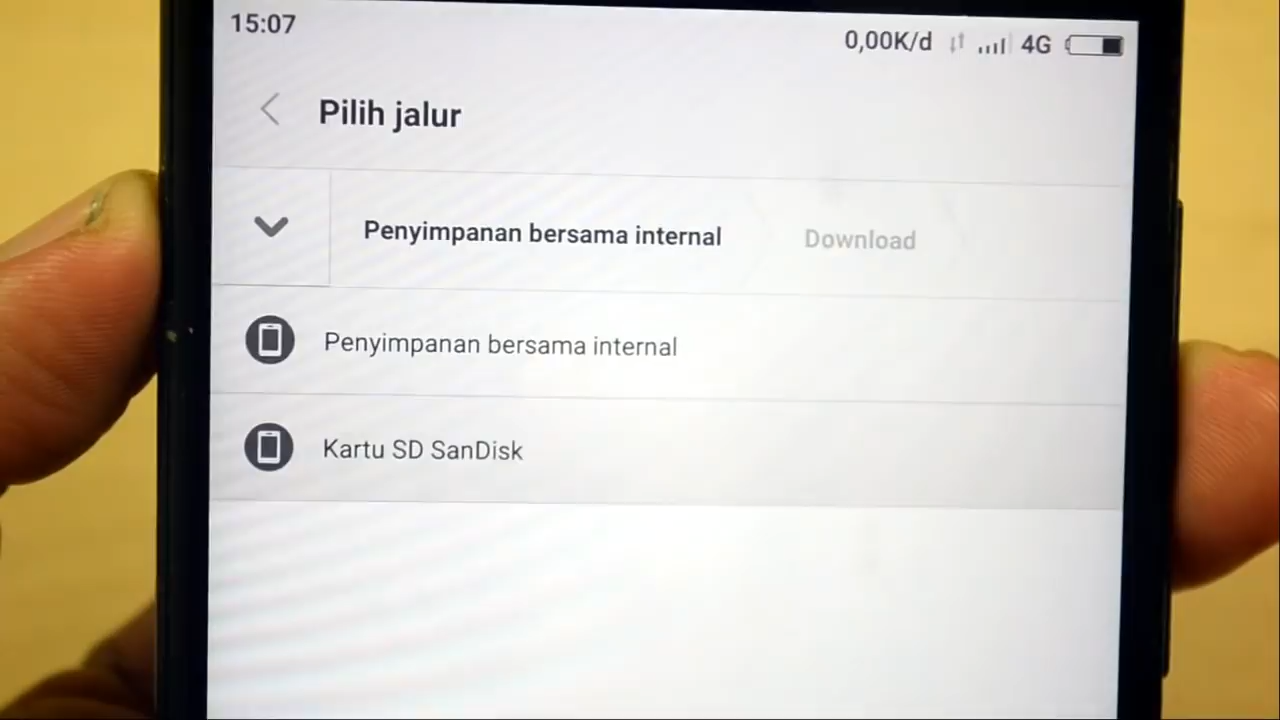 15:07
0,00K/d 4G
Pilih jalur
Penyimpanan bersama internal Download
Penyimpanan bersama internal
Kartu SD SanDisk